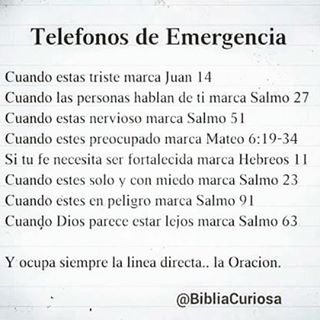 Telefonos de Emergencia
Cuando estas triste marca Juan 14
Cuando las personas hablan de ti marca Salmo 27
Cuando estas nervioso marca Salmo 51
Cuando estes preocupado marca Mateo 6:19-34
Si tu fe necesita ser fortalecida marca Hebreos 11
Cuando estes solo y con miedo marca Salmo 23
Cuando estes en peligro marca Salmo 91
Cuando Dios parece estar lejos marca Salmo 63
Y ocupa siempre la linea directa.. la Oracion.
@BibliaCuriosa